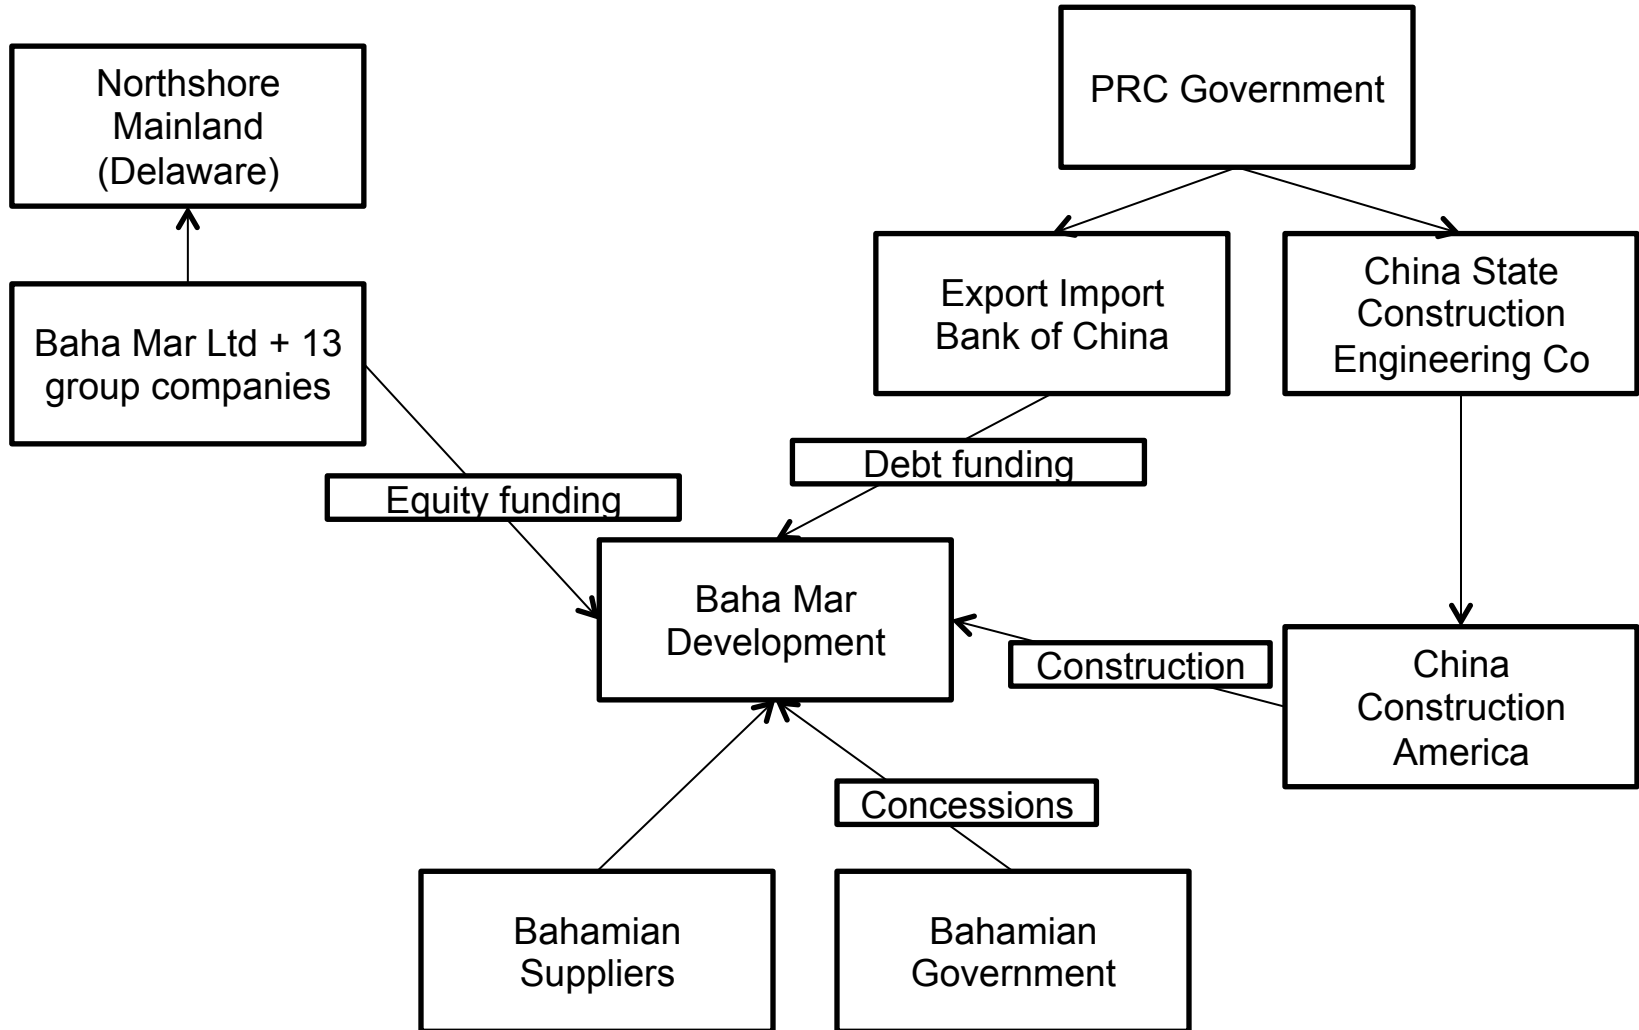 Northshore
Mainland
(Delaware)
PRC Government
Baha Mar Ltd + 13
group companies
Export Import
Bank of China
China State
Construction
Engineering Co
Equity funding
Debt funding
Baha Mar
Development
Construction
China
Construction
America
Concessions
Bahamian
Suppliers
Bahamian
Government